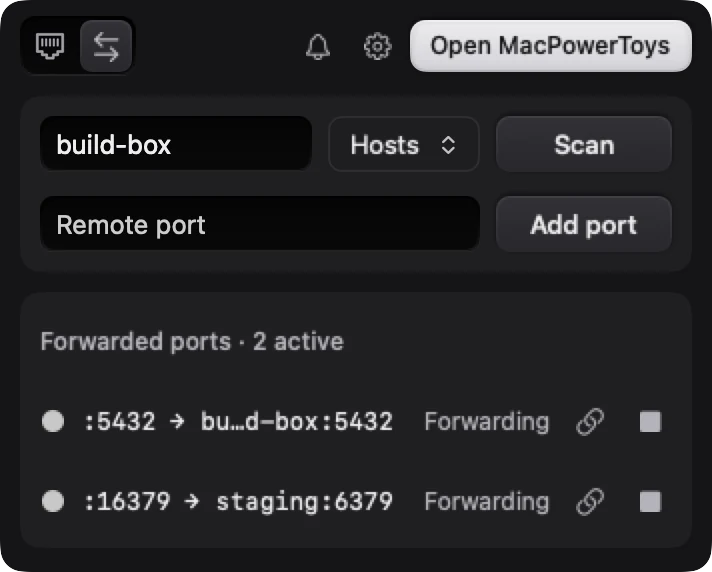 Open MacPowerToys
build-box Hosts Scan
Remote port Add port
Forwarded ports · 2 active
:5432 → bu…d-box:5432 Forwarding
:16379 → staging:6379 Forwarding